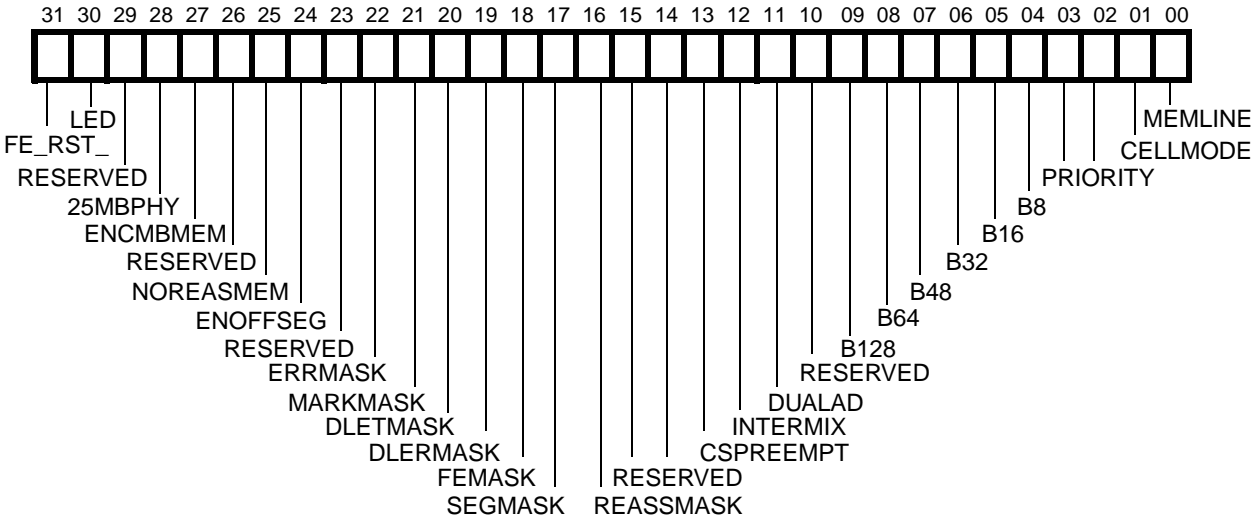 31 30 29 28 27 26 25 24 23 22 21 20 19 18 17 16 15 14 13 12 11 10 09 08 07 06 05 04 03 02 01 00
LED MEMLINE
FE_RST_ CELLMODE
RESERVED PRIORITY
25MBPHY B8
ENCMBMEM B16
RESERVED B32
NOREASMEM B48
ENOFFSEG B64
RESERVED B128
ERRMASK RESERVED
MARKMASK DUALAD
DLETMASK INTERMIX
DLERMASK CSPREEMPT
FEMASK RESERVED
SEGMASK REASSMASK